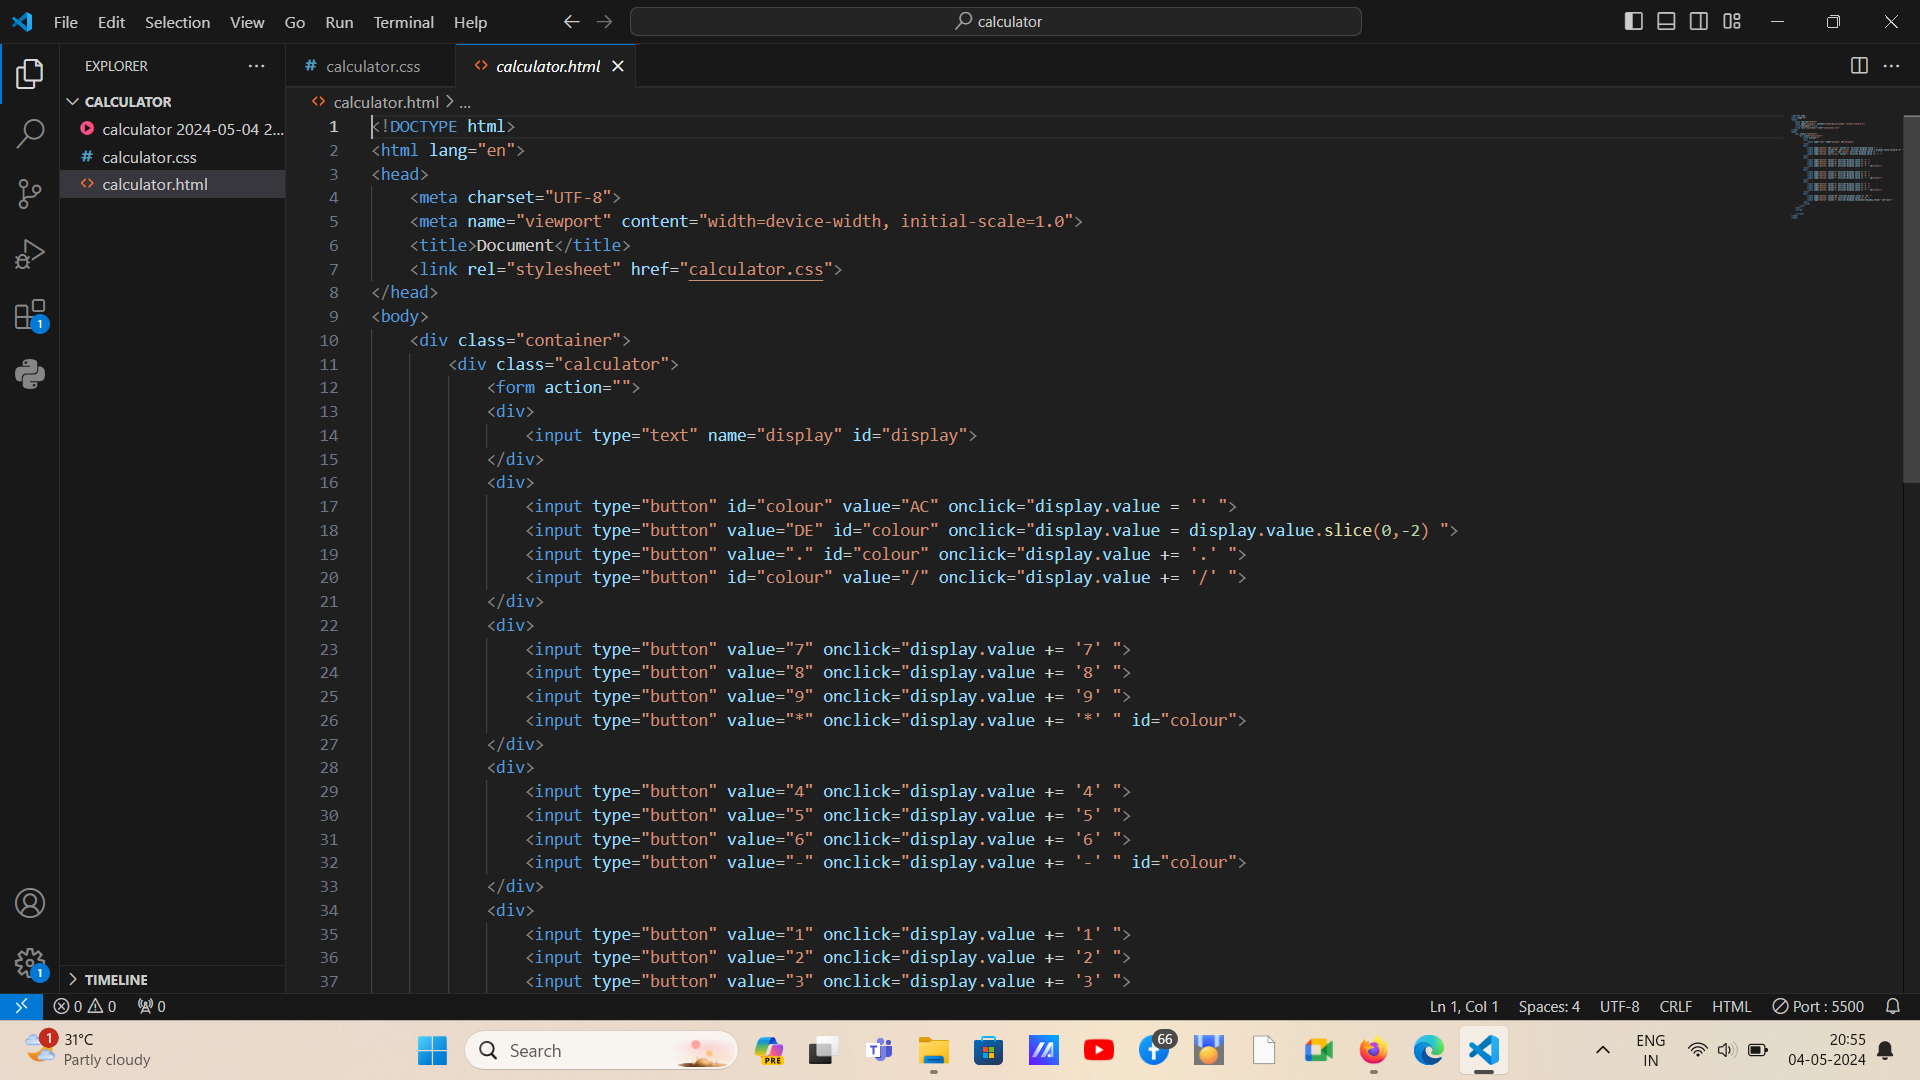 File Edit Selection View Go Run Terminal Help
calculator
EXPLORER
calculator.css
calculator.html
CALCULATOR
calculator 2024-05-04 2...
calculator.css
calculator.html
calculator.html > ...
1 <!DOCTYPE html>
2 <html lang="en">
3 <head>
4 <meta charset="UTF-8">
5 <meta name="viewport" content="width=device-width, initial-scale=1.0">
6 <title>Document</title>
7 <link rel="stylesheet" href="calculator.css">
8 </head>
9 <body>
10 <div class="container">
11 <div class="calculator">
12 <form action="">
13 <div>
14 <input type="text" name="display" id="display">
15 </div>
16 <div>
17 <input type="button" id="colour" value="AC" onclick="display.value = '' ">
18 <input type="button" value="DE" id="colour" onclick="display.value = display.value.slice(0,-2) ">
19 <input type="button" value="." id="colour" onclick="display.value += '.' ">
20 <input type="button" id="colour" value="/" onclick="display.value += '/' ">
21 </div>
22 <div>
23 <input type="button" value="7" onclick="display.value += '7' ">
24 <input type="button" value="8" onclick="display.value += '8' ">
25 <input type="button" value="9" onclick="display.value += '9' ">
26 <input type="button" value="*" onclick="display.value += '*' " id="colour">
27 </div>
28 <div>
29 <input type="button" value="4" onclick="display.value += '4' ">
30 <input type="button" value="5" onclick="display.value += '5' ">
31 <input type="button" value="6" onclick="display.value += '6' ">
32 <input type="button" value="-" onclick="display.value += '-' " id="colour">
33 </div>
34 <div>
35 <input type="button" value="1" onclick="display.value += '1' ">
36 <input type="button" value="2" onclick="display.value += '2' ">
37 <input type="button" value="3" onclick="display.value += '3' ">
1
1
TIMELINE
0 0 0
Ln 1, Col 1 Spaces: 4 UTF-8 CRLF HTML Port : 5500
1
31°C
Partly cloudy
Search
PRE
66
ENG
IN
20:55
04-05-2024